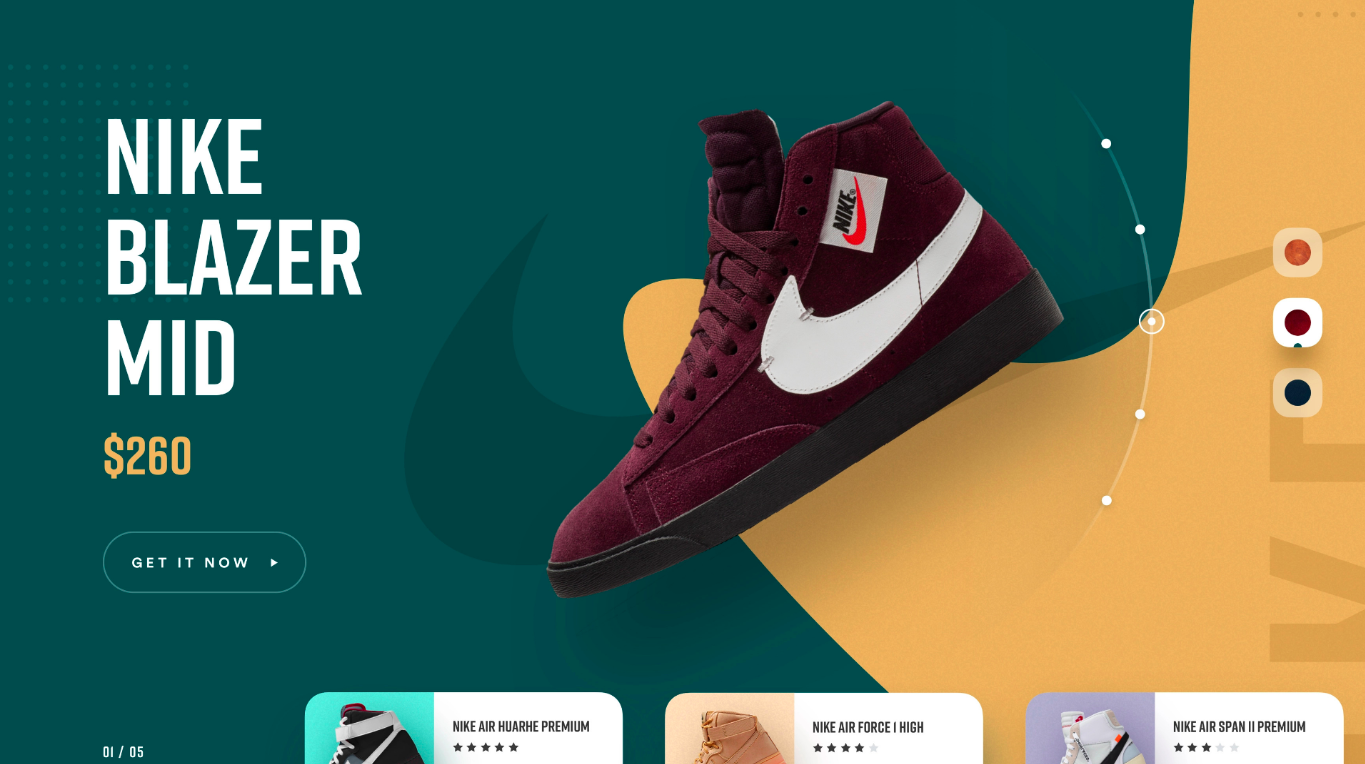 NIKE
BLAZER
MID
$260
GET IT NOW
NIKE
01 / 05
NIKE AIR HUARHE PREMIUM
NIKE AIR FORCE 1 HIGH
NIKE AIR SPAN II PREMIUM